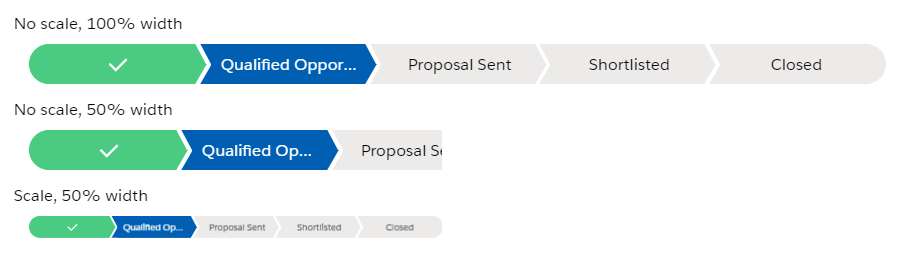 No scale, 100% width
Qualified Oppor... Proposal Sent Shortlisted Closed
No scale, 50% width
Qualified Op... Proposal Se
Scale, 50% width
Qualified Op... Proposal Sent Shortlisted Closed